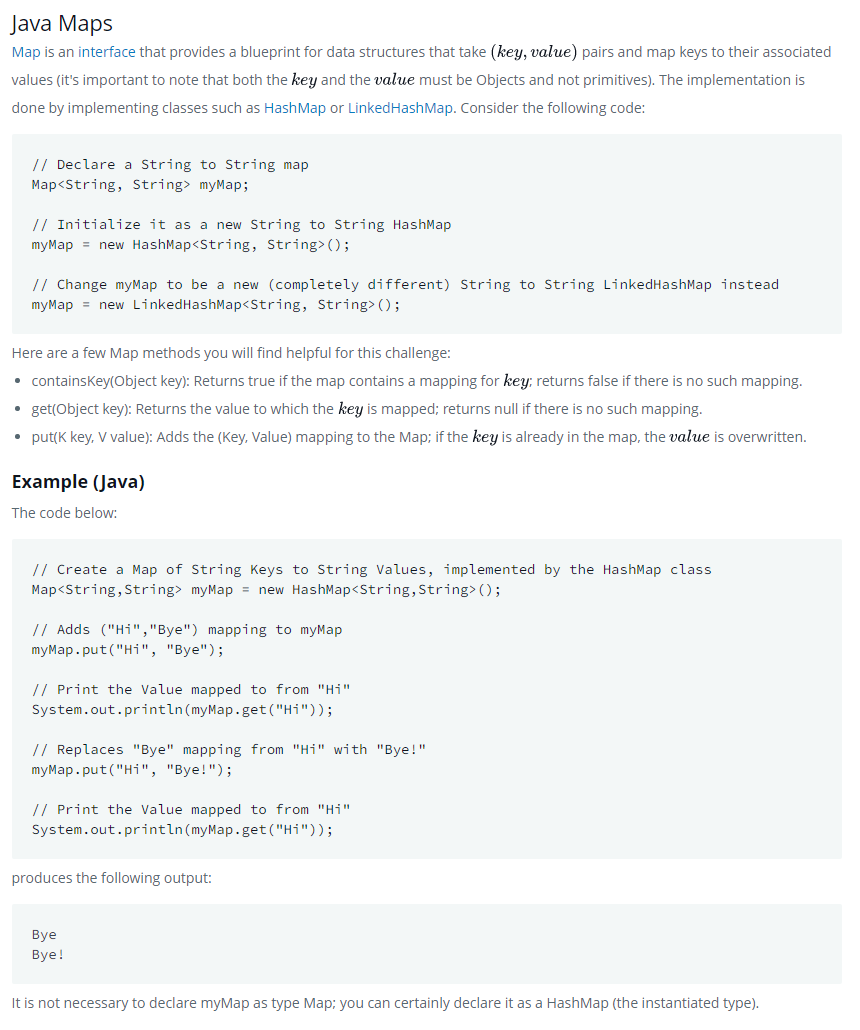 Java Maps
Map is an interface that provides a blueprint for data structures that take (key, value) pairs and map keys to their associated
values (it's important to note that both the key and the value must be Objects and not primitives). The implementation is
done by implementing classes such as HashMap or LinkedHashMap. Consider the following code:
// Declare a String to String map
Map<String, String> myMap;
// Initialize it as a new String to String HashMap
myMap = new HashMap<String, String>();
// Change myMap to be a new (completely different) String to String LinkedHashMap instead
myMap = new LinkedHashMap<String, String>();
Here are a few Map methods you will find helpful for this challenge:
• containsKey(Object key): Returns true if the map contains a mapping for key; returns false if there is no such mapping.
• get(Object key): Returns the value to which the key is mapped; returns null if there is no such mapping.
• put(K key, V value): Adds the (Key, Value) mapping to the Map; if the key is already in the map, the value is overwritten.
Example (Java)
The code below:
// Create a Map of String Keys to String Values, implemented by the HashMap class
Map<String,String> myMap = new HashMap<String,String>();
// Adds ("Hi","Bye") mapping to myMap
myMap.put("Hi", "Bye");
// Print the Value mapped to from "Hi"
System.out.println(myMap.get("Hi"));
// Replaces "Bye" mapping from "Hi" with "Bye!"
myMap.put("Hi", "Bye!");
// Print the Value mapped to from "Hi"
System.out.println(myMap.get("Hi"));
produces the following output:
Bye
Bye!
It is not necessary to declare myMap as type Map; you can certainly declare it as a HashMap (the instantiated type).